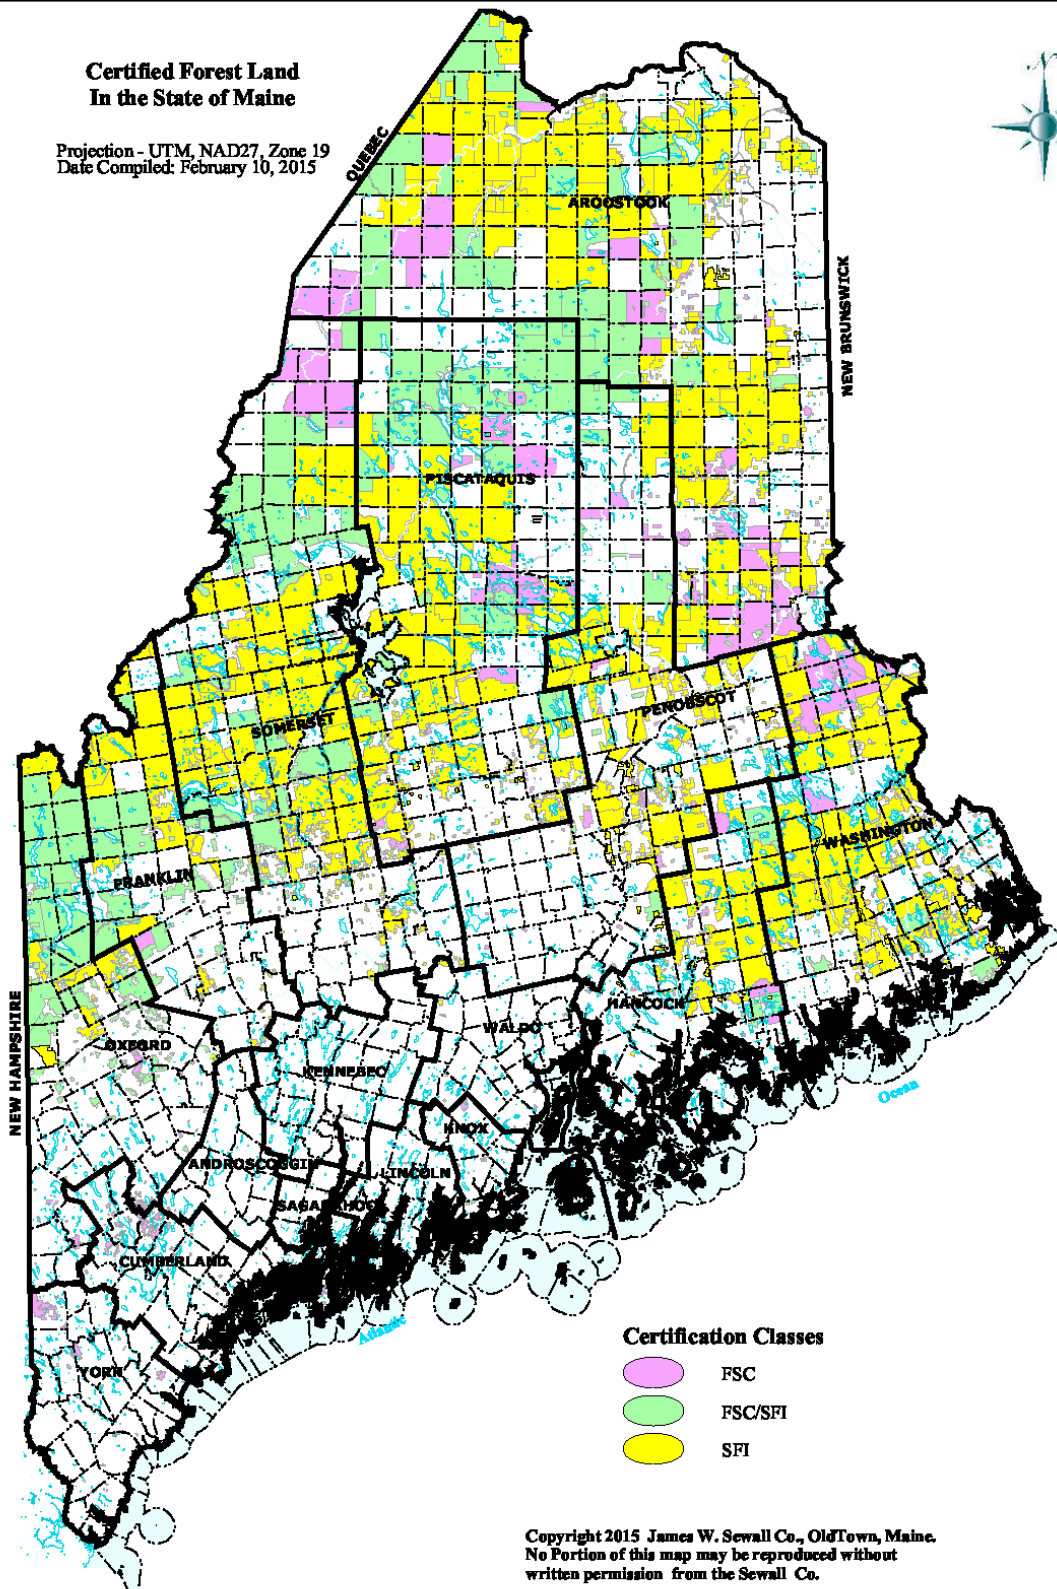 Certified Forest Land
In the State of Maine
Projection - UTM, NAD27, Zone 19
Date Compiled: February 10, 2015
QUEBEC
AROOSTOOK
NEW BRUNSWICK
PISCATAQUIS
PENOBSCOT
SOMERSET
WASHINGTON
FRANKLIN
NEW HAMPSHIRE
HANCOCK
WALDO
OXFORD
KENNEBEC
Ocean
KNOX
ANDROSCOGGIN
LINCOLN
SAGADAHOC
CUMBERLAND
Atlantic
YORK
Certification Classes
FSC
FSC/SFI
SFI
Copyright 2015 James W. Sewall Co., OldTown, Maine.
No Portion of this map may be reproduced without
written permission from the Sewall Co.